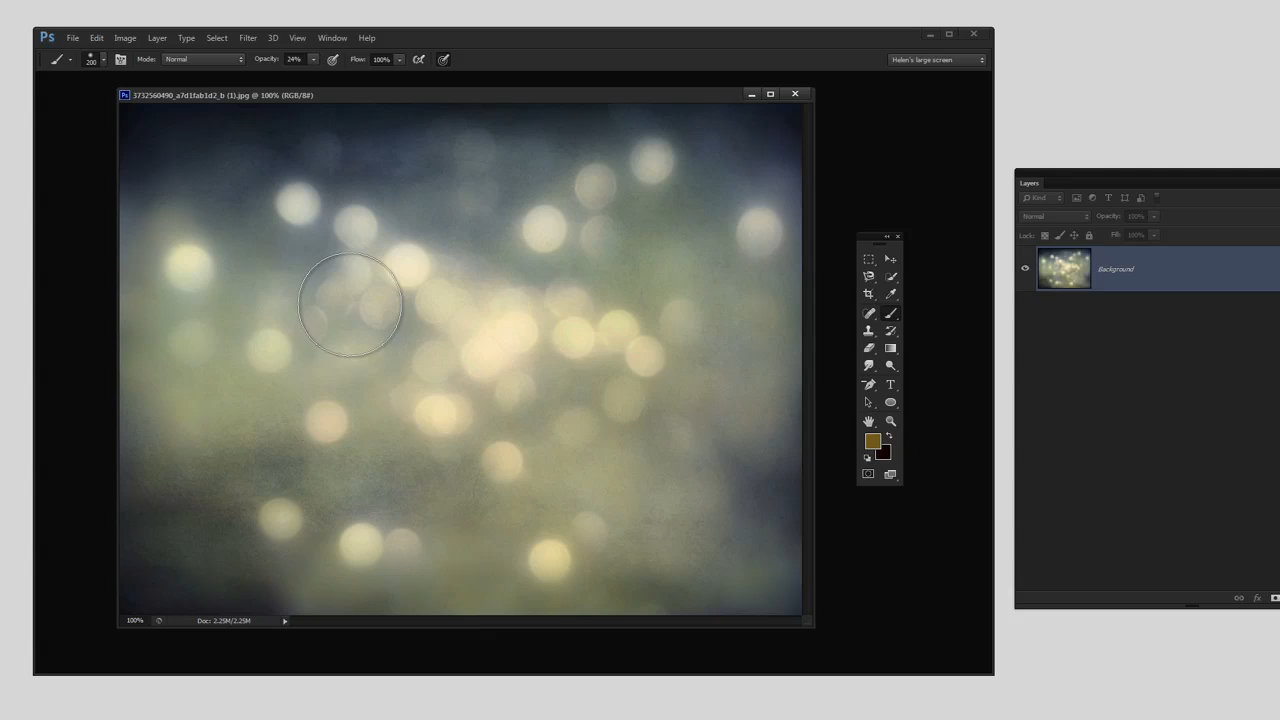 Ps File Edit Image Layer Type Select Filter 3D View Window Help
200 Mode: Normal Opacity: 24% Flow: 100% Helen's large screen
Ps 3732560490_a7d1fab1d2_b (1).jpg @ 100% (RGB/8#)
Layers
Kind
Normal Opacity: 100%
Lock: Fill: 100%
Background
100% Doc: 2.25M/2.25M